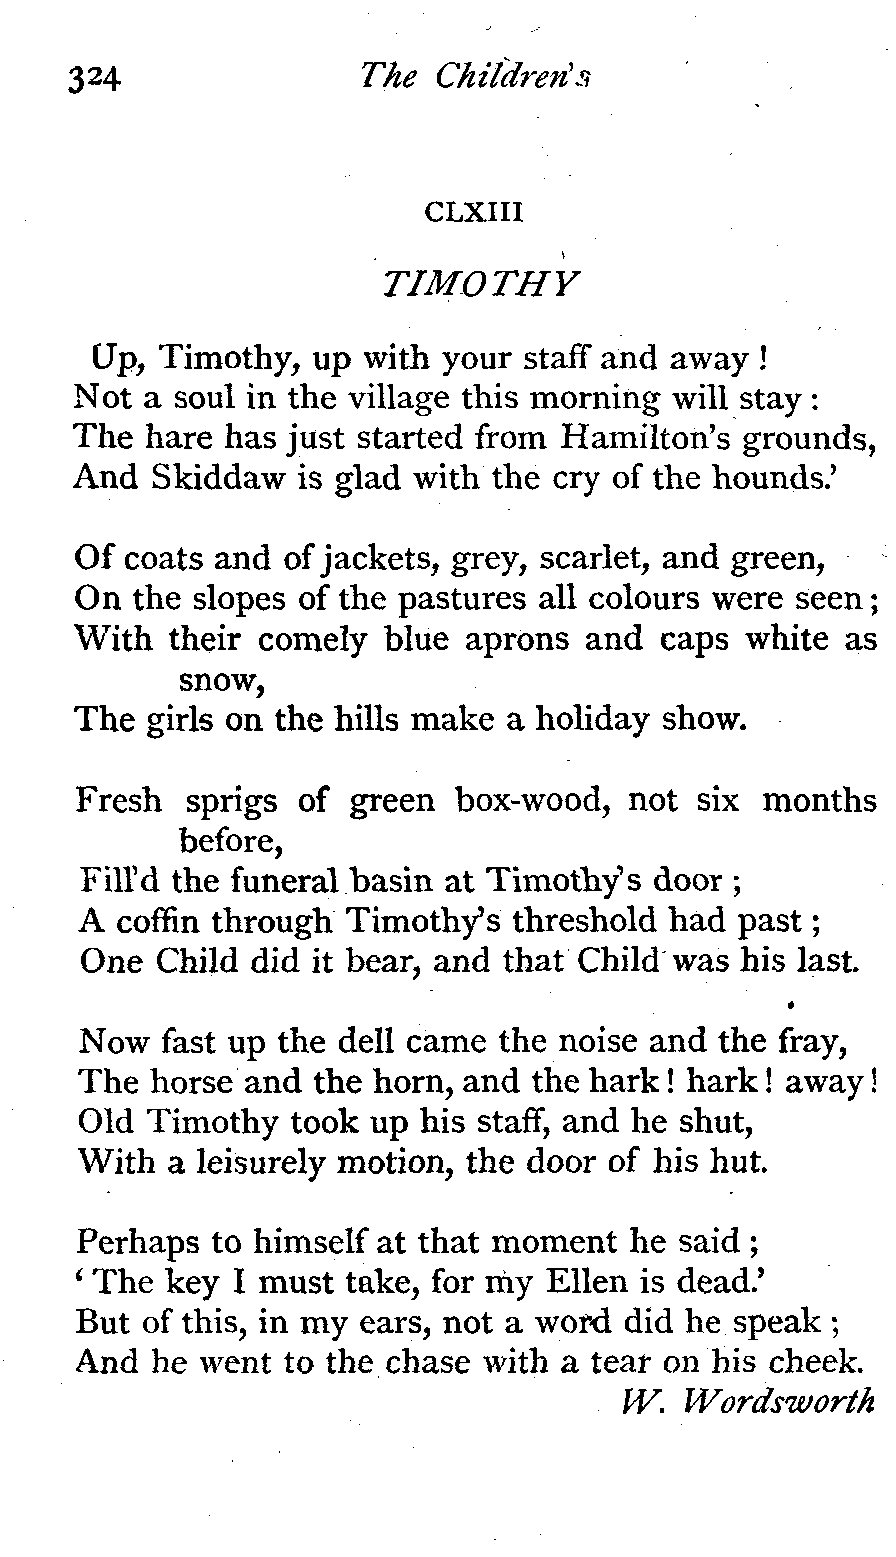 324 The Children's
CLXIII
TIMOTHY
Up, Timothy, up with your staff and away !
Not a soul in the village this morning will stay :
The hare has just started from Hamilton's grounds,
And Skiddaw is glad with the cry of the hounds.'
Of coats and of jackets, grey, scarlet, and green,
On the slopes of the pastures all colours were seen ;
With their comely blue aprons and caps white as
snow,
The girls on the hills make a holiday show.
Fresh sprigs of green box-wood, not six months
before,
Fill'd the funeral basin at Timothy's door ;
A coffin through Timothy's threshold had past ;
One Child did it bear, and that Child was his last.
Now fast up the dell came the noise and the fray,
The horse and the horn, and the hark ! hark ! away !
Old Timothy took up his staff, and he shut,
With a leisurely motion, the door of his hut.
Perhaps to himself at that moment he said ;
‘ The key I must take, for my Ellen is dead.’
But of this, in my ears, not a word did he speak ;
And he went to the chase with a tear on his cheek.
W. Wordsworth